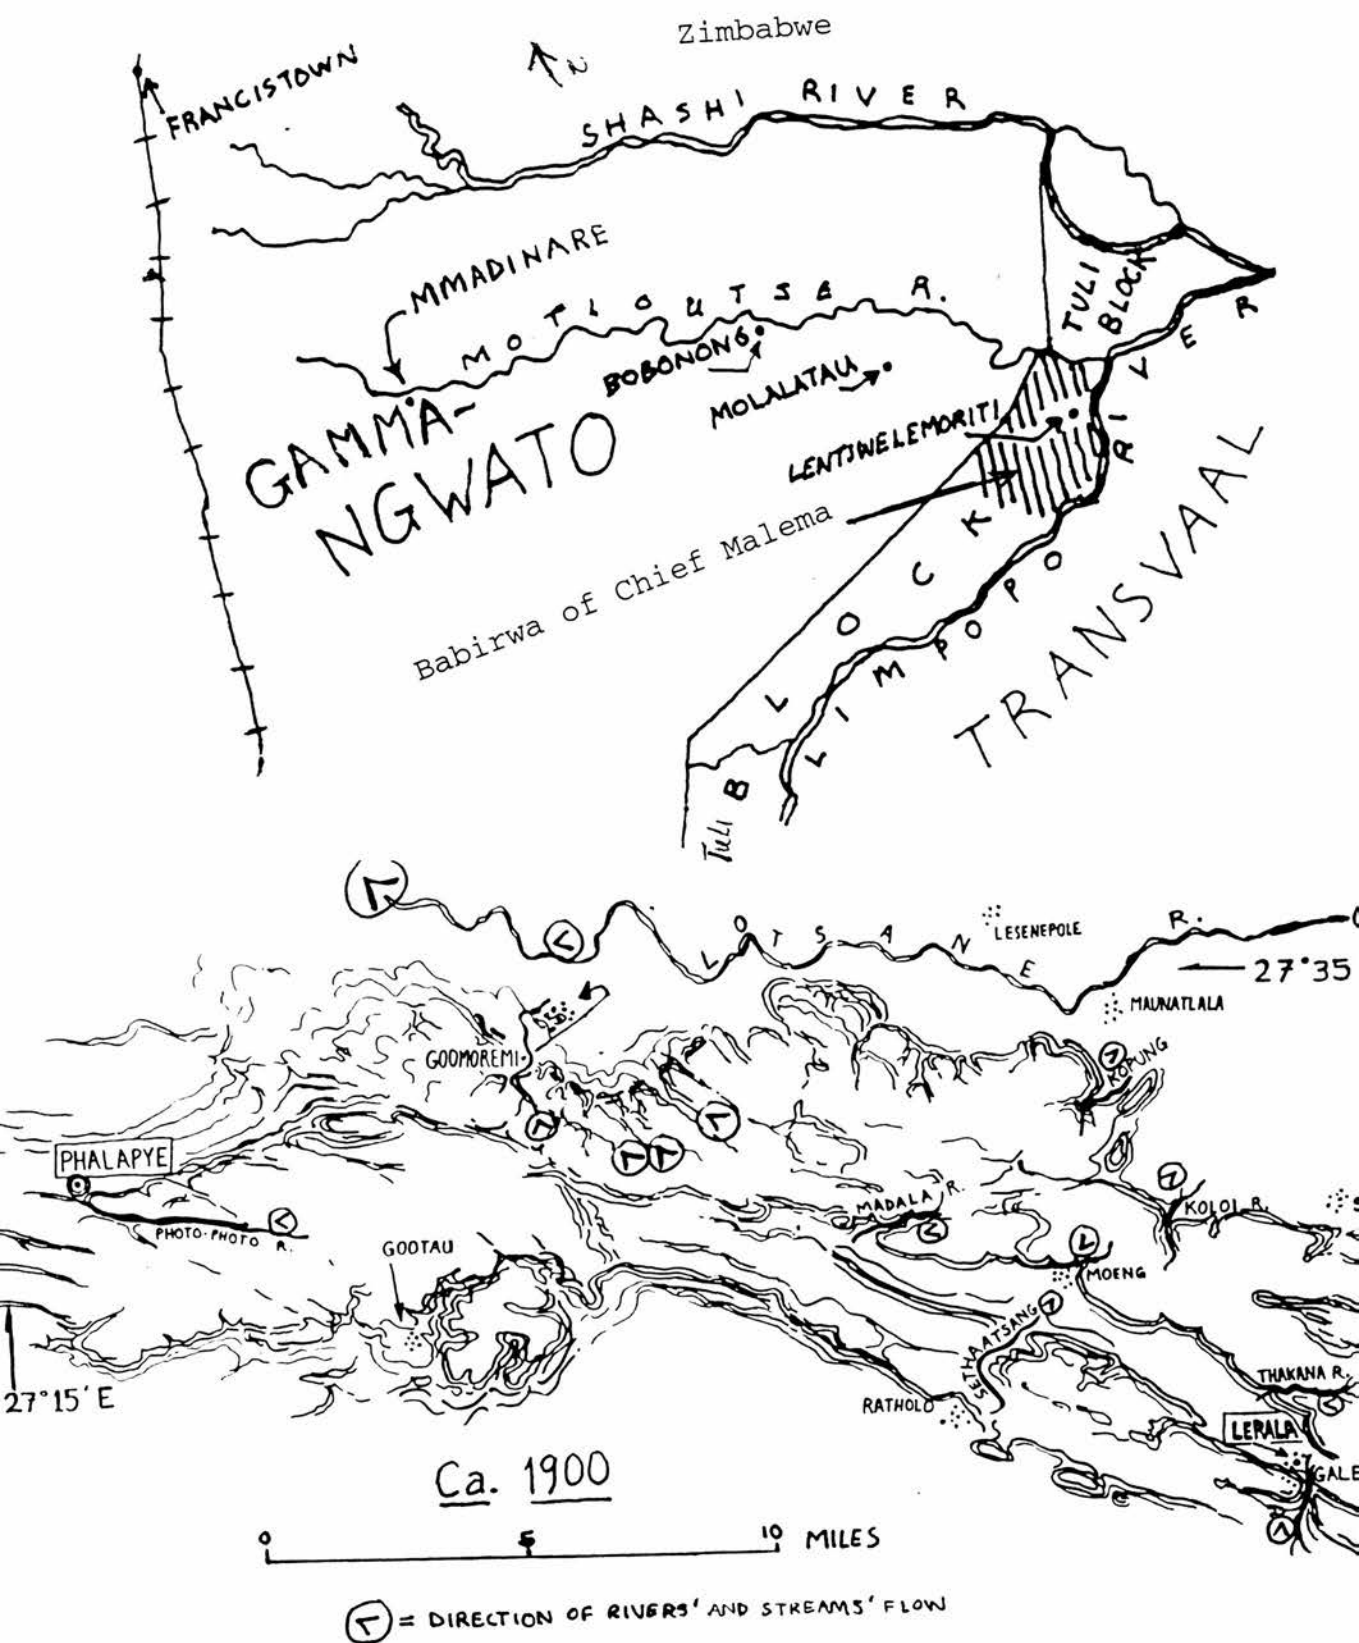 Zimbabwe
FRANCISTOWN
N
SHASHI RIVER
MMADINARE
MOTLOUTSE R.
TULI
BLOCK
BOBONONG
MOLALATAU
GAMMA-
NGWATO
LENTSWELEMORITI
Babirwa of Chief Malema
TULI BLOCK
LIMPOPO RIVER
TRANSVAAL
LOTSANE R.
LESENEPOLE
27°35
MAUNATLALA
GOOMOREMI
KOPUNG
PHALAPYE
MADALA R.
KOLOI R.
PHOTO-PHOTO R.
GOOTAU
MOENG
SETHAATSANG
27°15'E
THAKANA R.
RATHOLO
LERALA
GALE
Ca. 1900
0 5 10 MILES
= DIRECTION OF RIVERS' AND STREAMS' FLOW